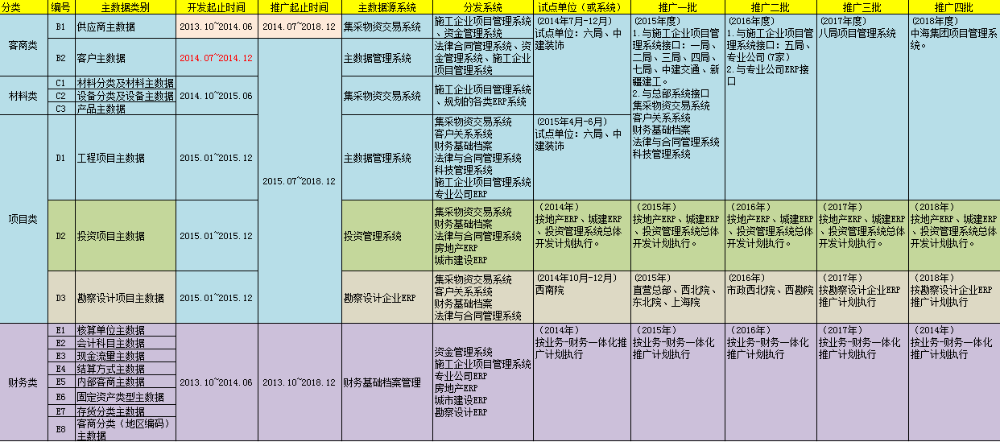 分类
编号
主数据类别
开发起止时间
推广起止时间
主数据源系统
分发系统
试点单位（或系统）
推广一批
推广二批
推广三批
推广四批
客商类
B1
供应商主数据
2013.10~2014.06
2014.07~2018.12
集采物资交易系统
施工企业项目管理系统
、资金管理系统
(2014年7月-12月)
试点单位：六局、中
建装饰
(2015年度)
1.与施工企业项目管
理系统接口：一局、
二局、三局、四局、
七局、中建交通、新
疆建工。
2.与总部系统接口
集采物资交易系统
客户关系系统
财务基础档案
法律与合同管理系统
科技管理系统
(2016年度)
1.与施工企业项目管
理系统接口：五局、
专业公司(7家)
2.与专业公司ERP接
口
(2017年度)
八局项目管理系统
(2018年度)
中海集团项目管理系
统。
B2
客户主数据
2014.07~2014.12
主数据管理系统
法律合同管理系统、资
金管理系统、施工企业
项目管理系统
材料类
C1
材料分类及材料主数据
C2
设备分类及设备主数据
C3
产品主数据
2014.10~2015.06
集采物资交易系统
施工企业项目管理系统
、规划的各类ERP系统
项目类
D1
工程项目主数据
2015.01~2015.12
2015.07~2018.12
主数据管理系统
集采物资交易系统
客户关系系统
财务基础档案
法律与合同管理系统
科技管理系统
施工企业项目管理系统
专业公司ERP
(2015年4月-6月)
试点单位：六局、中
建装饰
D2
投资项目主数据
2015.01~2015.12
投资管理系统
集采物资交易系统
财务基础档案
法律与合同管理系统
房地产ERP
城市建设ERP
（2014年）
按地产ERP、城建ERP
、投资管理系统总体
开发计划执行。
（2015年）
按地产ERP、城建ERP
、投资管理系统总体
开发计划执行。
（2016年）
按地产ERP、城建ERP
、投资管理系统总体
开发计划执行。
（2017年）
按地产ERP、城建ERP
、投资管理系统总体
开发计划执行。
（2018年）
按地产ERP、城建ERP
、投资管理系统总体
开发计划执行。
D3
勘察设计项目主数据
2015.01~2015.12
勘察设计企业ERP
集采物资交易系统
客户关系系统
财务基础档案
法律与合同管理系统
（2014年10月-12月）
西南院
（2015年）
直营总部、西北院、
东北院、上海院
（2016年）
市政西北院、西勘院
（2017年）
按勘察设计企业ERP
推广计划执行
（2018年）
按勘察设计企业ERP
推广计划执行
财务类
E1
核算单位主数据
E2
会计科目主数据
E3
现金流量主数据
E4
结算方式主数据
E5
内部客商主数据
E6
固定资产类型主数据
E7
存货分类主数据
E8
客商分类（地区编码）
主数据
2013.10~2014.06
2013.10~2018.12
财务基础档案管理
资金管理系统
施工企业项目管理系统
专业公司ERP
房地产ERP
城市建设ERP
勘察设计ERP
（2014年）
按业务-财务一体化推
广计划执行
（2015年）
按业务-财务一体化
推广计划执行
（2016年）
按业务-财务一体化
推广计划执行
（2017年）
按业务-财务一体化
推广计划执行
（2014年）
按业务-财务一体化
推广计划执行